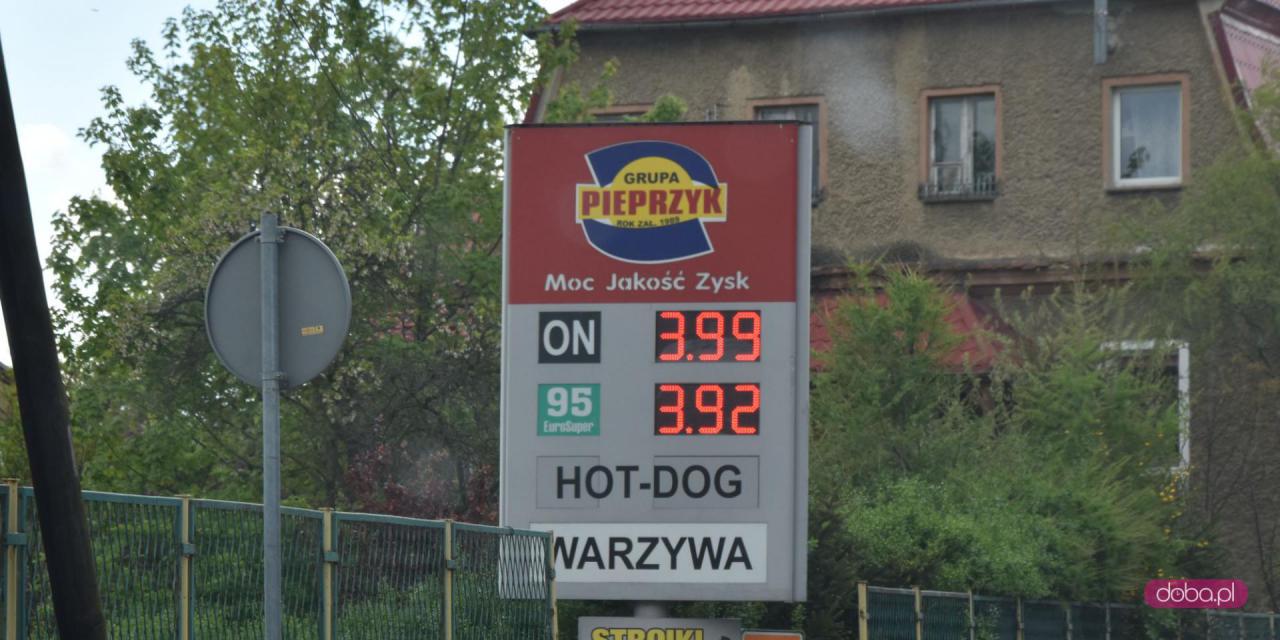 GRUPA
PIEPRZYK
ROK ZAŁ. 1989
Moc Jakość Zysk
ON 3.99
95 3.92
EuroSuper
HOT-DOG
WARZYWA
STROIKI
doba.pl